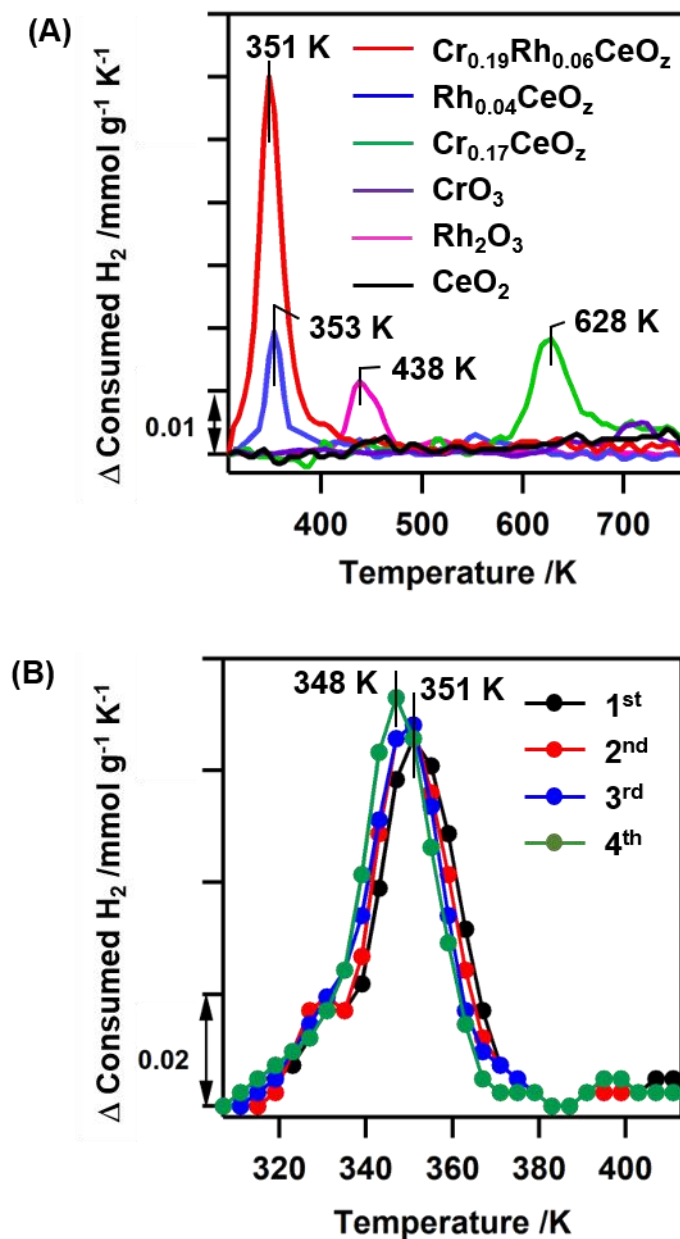 (A)
351 K
Cr0.19Rh0.06CeOz
Rh0.04CeOz
Cr0.17CeOz
CrO3
Rh2O3
CeO2
353 K
438 K
628 K
0.01
Δ Consumed H2 /mmol g-1 K-1
400 500 600 700
Temperature /K
(B)
348 K 351 K
1st
2nd
3rd
4th
0.02
Δ Consumed H2 /mmol g-1 K-1
320 340 360 380 400
Temperature /K